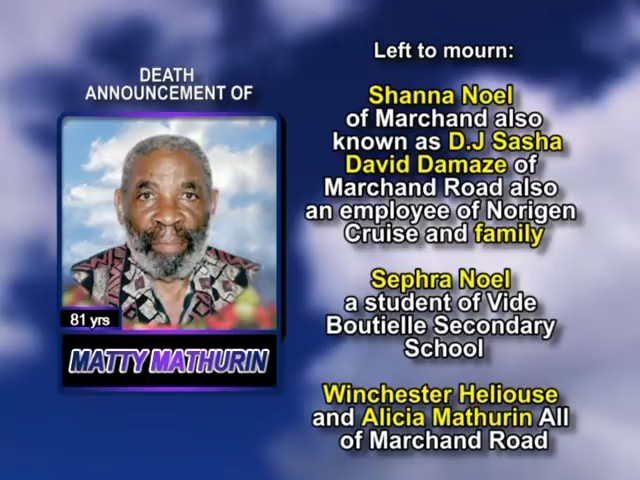 DEATH
ANNOUNCEMENT OF
81 yrs
MATTY MATHURIN
Left to mourn:
Shanna Noel
of Marchand also
known as D.J Sasha
David Damaze of
Marchand Road also
an employee of Norigen
Cruise and family
Sephra Noel
a student of Vide
Boutielle Secondary
School
Winchester Heliouse
and Alicia Mathurin All
of Marchand Road